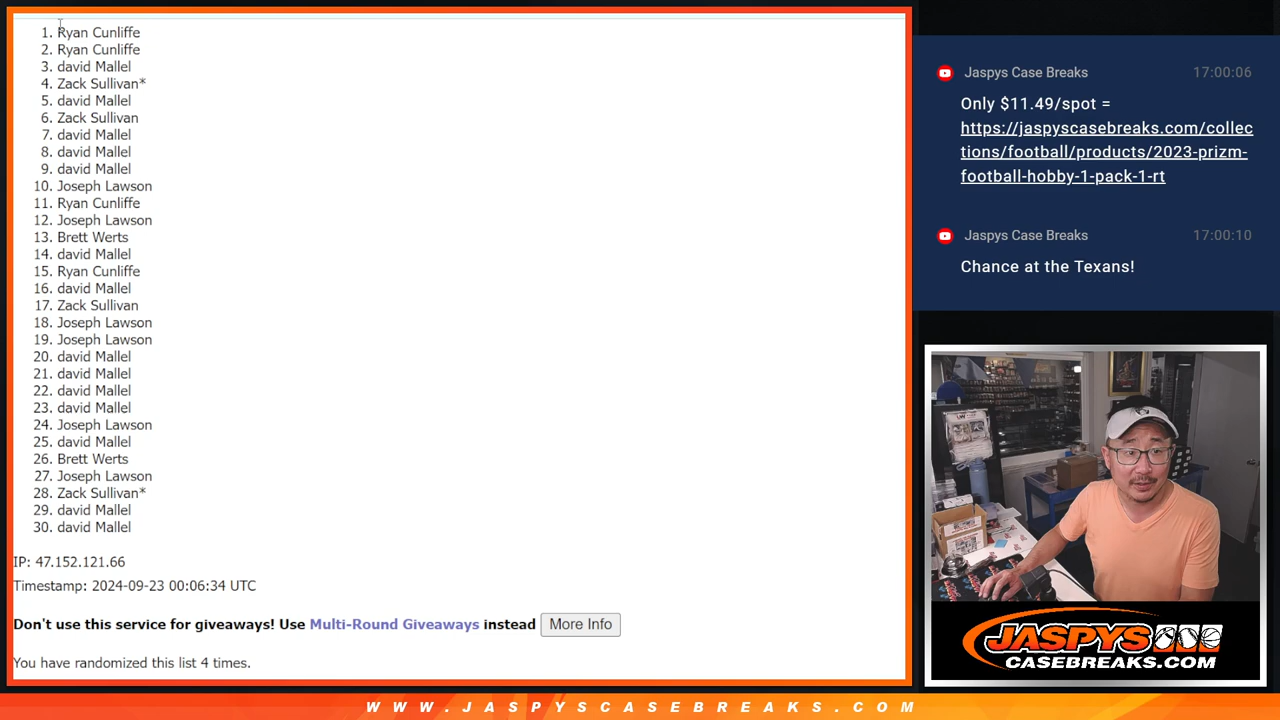 1. Ryan Cunliffe
2. Ryan Cunliffe
3. david Mallel
4. Zack Sullivan*
5. david Mallel
6. Zack Sullivan
7. david Mallel
8. david Mallel
9. david Mallel
10. Joseph Lawson
11. Ryan Cunliffe
12. Joseph Lawson
13. Brett Werts
14. david Mallel
15. Ryan Cunliffe
16. david Mallel
17. Zack Sullivan
18. Joseph Lawson
19. Joseph Lawson
20. david Mallel
21. david Mallel
22. david Mallel
23. david Mallel
24. Joseph Lawson
25. david Mallel
26. Brett Werts
27. Joseph Lawson
28. Zack Sullivan*
29. david Mallel
30. david Mallel
IP: 47.152.121.66
Timestamp: 2024-09-23 00:06:34 UTC
Don't use this service for giveaways! Use Multi-Round Giveaways instead More Info
You have randomized this list 4 times.
Jaspys Case Breaks 17:00:06
Only $11.49/spot =
https://jaspyscasebreaks.com/collec
tions/football/products/2023-prizm-
football-hobby-1-pack-1-rt
Jaspys Case Breaks 17:00:10
Chance at the Texans!
JASPYS
CASEBREAKS.COM
WWW.JASPYSCASEBREAKS.COM